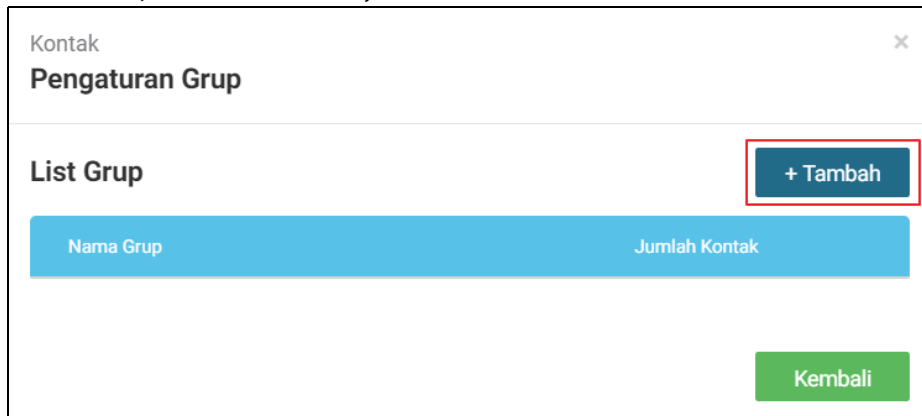 Kontak ×
Pengaturan Grup
List Grup
+ Tambah
Nama Grup Jumlah Kontak
Kembali